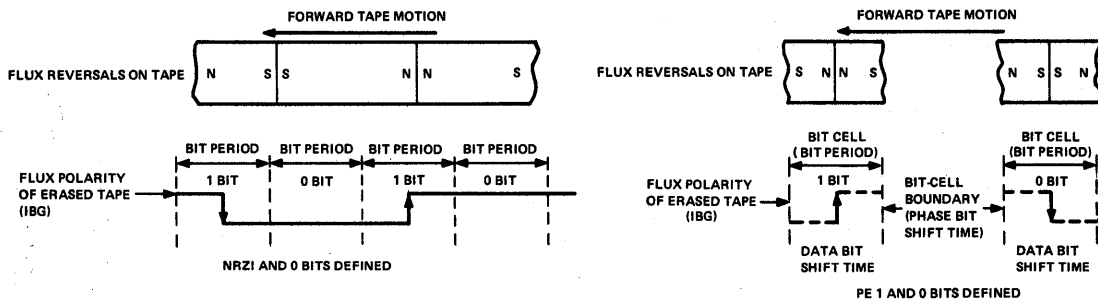 FORWARD TAPE MOTION
FLUX REVERSALS ON TAPE
N S S N N S
BIT PERIOD BIT PERIOD BIT PERIOD BIT PERIOD
1 BIT 0 BIT 1 BIT 0 BIT
FLUX POLARITY
OF ERASED TAPE
(IBG)
NRZI AND 0 BITS DEFINED
FORWARD TAPE MOTION
FLUX REVERSALS ON TAPE
S N N S N S S N
BIT CELL
(BIT PERIOD)
1 BIT
FLUX POLARITY
OF ERASED TAPE
(IBG)
BIT-CELL
BOUNDARY
(PHASE BIT
SHIFT TIME)
BIT CELL
(BIT PERIOD)
0 BIT
DATA BIT
SHIFT TIME
DATA BIT
SHIFT TIME
PE 1 AND 0 BITS DEFINED